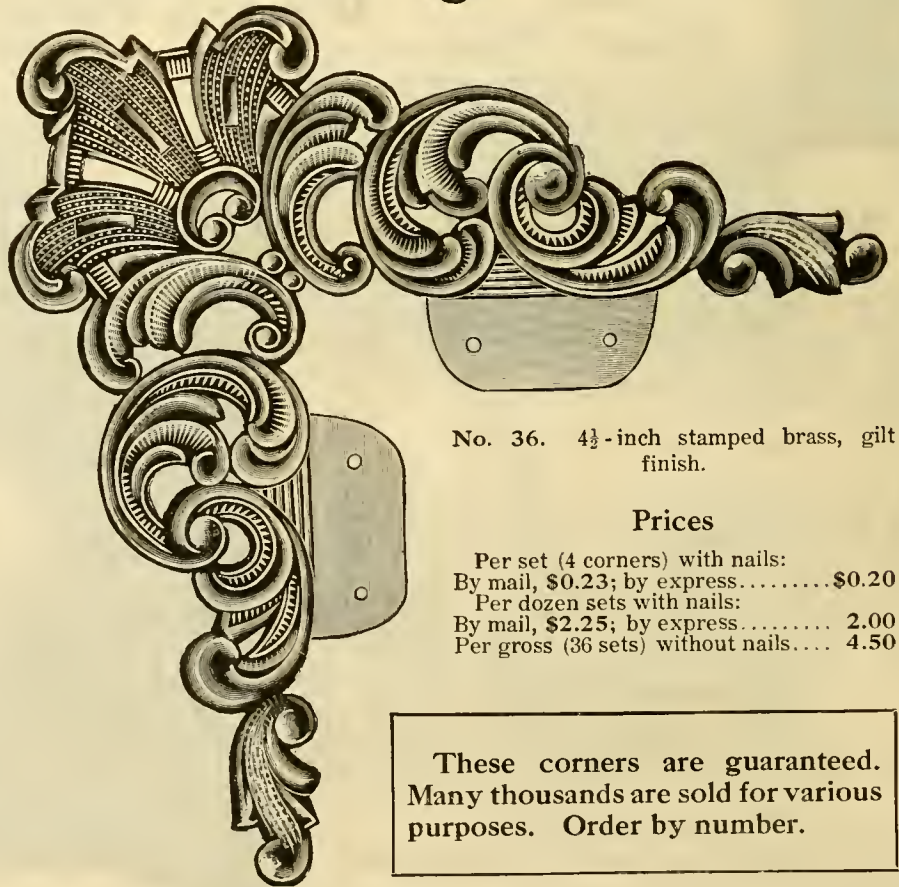 No. 36. 4½-inch stamped brass, gilt
finish.
Prices
Per set (4 corners) with nails:
By mail, $0.23; by express.........$0.20
Per dozen sets with nails:
By mail, $2.25; by express......... 2.00
Per gross (36 sets) without nails.... 4.50
These corners are guaranteed.
Many thousands are sold for various
purposes. Order by number.